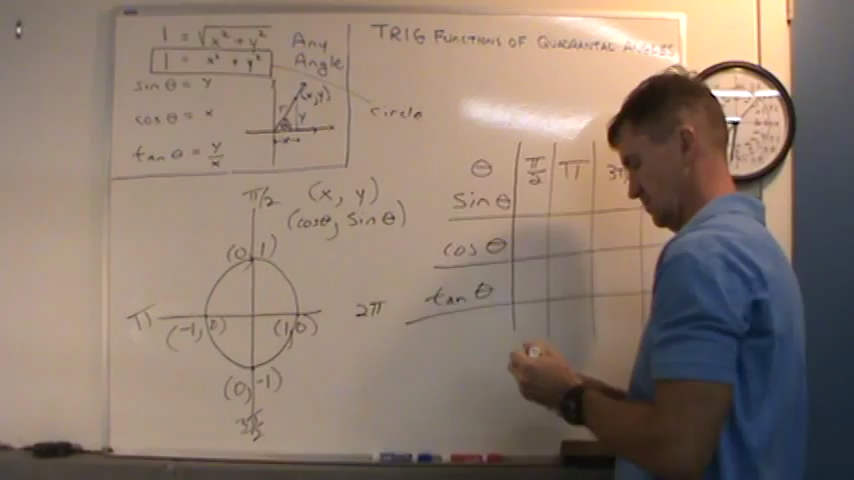 TRIG FUNCTIONS OF QUADRANTAL ANGLES
1 = √x² + y²
1 = x² + y²
Any
Angle
sin θ = y
cos θ = x
tan θ = y/x
(x, y)
r
y
θ
x
circle
π/2
(x, y)
(cosθ, sin θ)
(0, 1)
π
2π
(-1, 0)
(1, 0)
(0, -1)
3π/2
θ π/2 π
sin θ
cos θ
tan θ